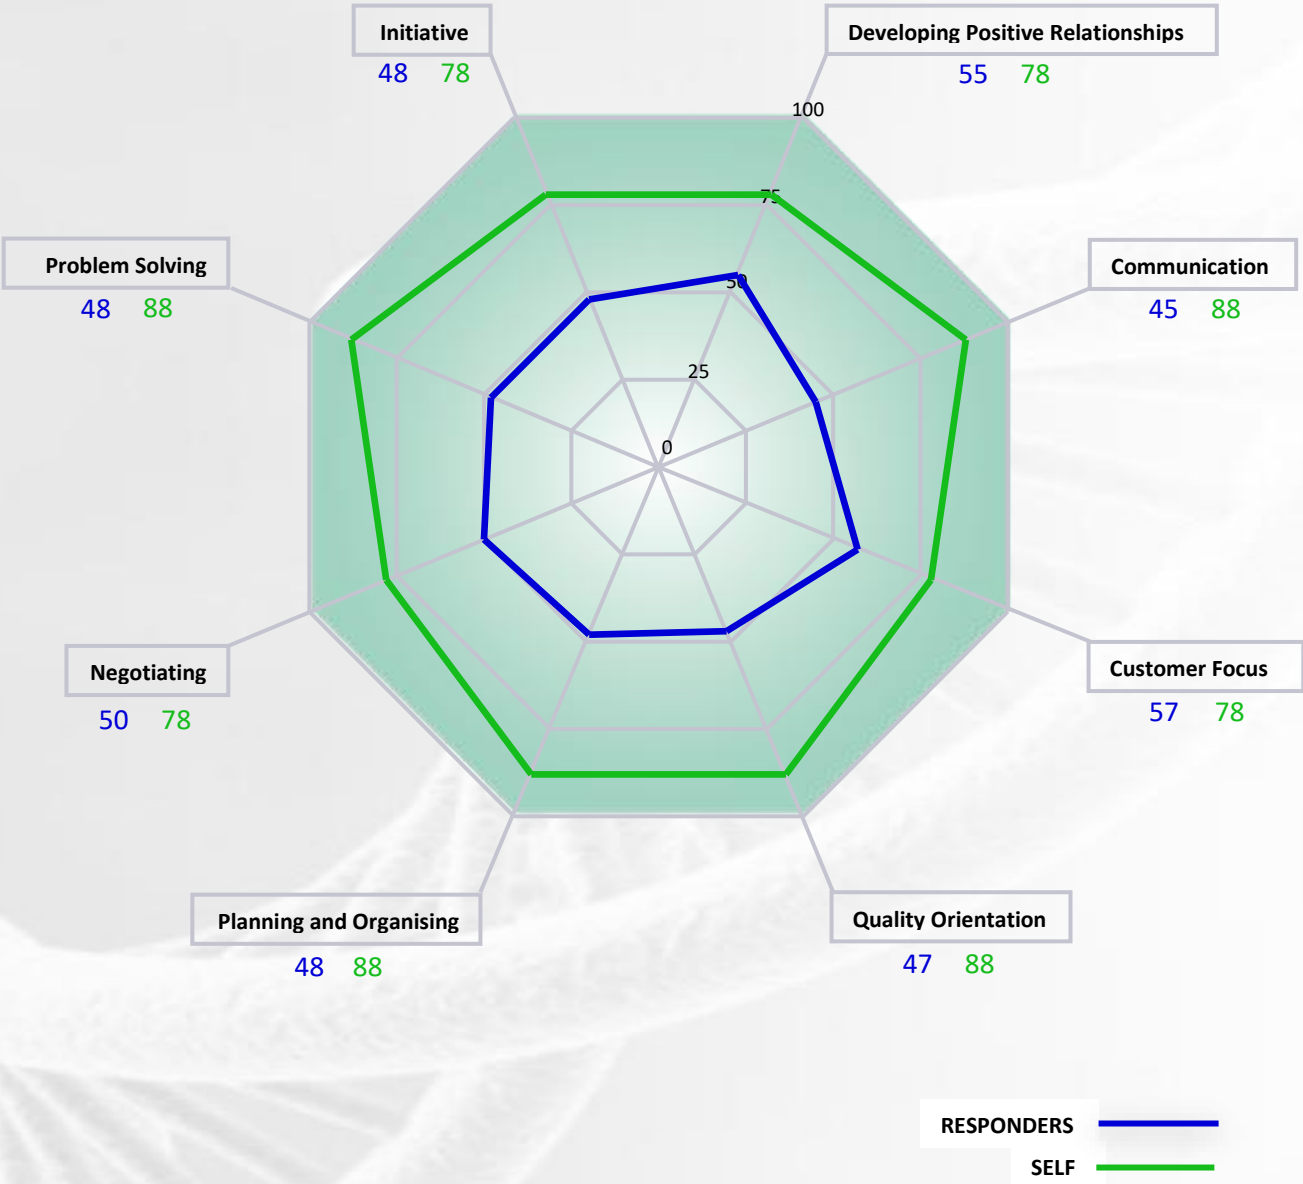 Initiative
48 78
Developing Positive Relationships
55 78
100
75
Problem Solving
48 88
Communication
45 88
50
25
0
Negotiating
50 78
Customer Focus
57 78
Planning and Organising
48 88
Quality Orientation
47 88
RESPONDERS
SELF